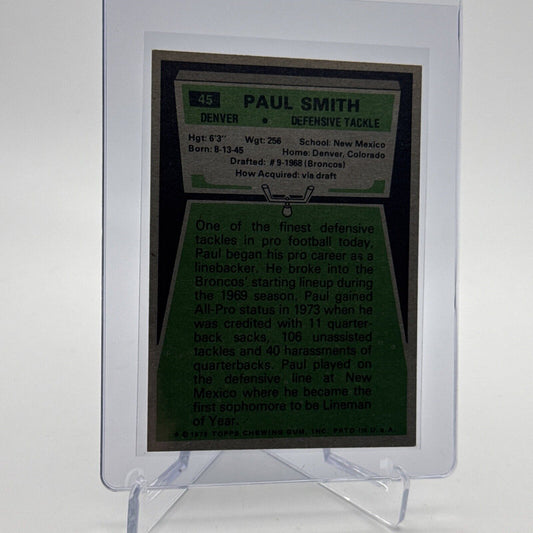 45 PAUL SMITH
DENVER • DEFENSIVE TACKLE
Hgt: 6'3" Wgt: 256 School: New Mexico
Born: 8-13-45 Home: Denver, Colorado
Drafted: #9-1968 (Broncos)
How Acquired: via draft
One of the finest defensive
tackles in pro football today,
Paul began his pro career as a
linebacker. He broke into the
Broncos' starting lineup during
the 1969 season. Paul gained
All-Pro status in 1973 when he
was credited with 11 quarter-
back sacks, 106 unassisted
tackles and 40 harassments of
quarterbacks. Paul played on
the defensive line at New
Mexico where he became the
first sophomore to be Lineman
of Year.
© 1975 TOPPS CHEWING GUM, INC. PRTD IN U.S.A.